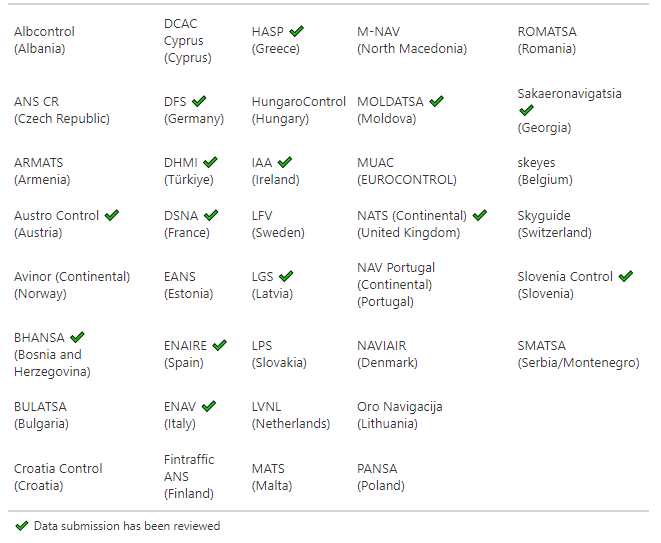 Albcontrol
(Albania)
DCAC
Cyprus
(Cyprus)
HASP ✔
(Greece)
M-NAV
(North Macedonia)
ROMATSA
(Romania)
ANS CR
(Czech Republic)
DFS ✔
(Germany)
HungaroControl
(Hungary)
MOLDATSA ✔
(Moldova)
Sakaeronavigatsia
✔
(Georgia)
ARMATS
(Armenia)
DHMI ✔
(Türkiye)
IAA ✔
(Ireland)
MUAC
(EUROCONTROL)
skeyes
(Belgium)
Austro Control ✔
(Austria)
DSNA ✔
(France)
LFV
(Sweden)
NATS (Continental) ✔
(United Kingdom)
Skyguide
(Switzerland)
Avinor (Continental)
(Norway)
EANS
(Estonia)
LGS ✔
(Latvia)
NAV Portugal
(Continental)
(Portugal)
Slovenia Control ✔
(Slovenia)
BHANSA ✔
(Bosnia and
Herzegovina)
ENAIRE ✔
(Spain)
LPS
(Slovakia)
NAVIAIR
(Denmark)
SMATSA
(Serbia/Montenegro)
BULATSA
(Bulgaria)
ENAV ✔
(Italy)
LVNL
(Netherlands)
Oro Navigacija
(Lithuania)
Croatia Control
(Croatia)
Fintraffic
ANS
(Finland)
MATS
(Malta)
PANSA
(Poland)
✔ Data submission has been reviewed